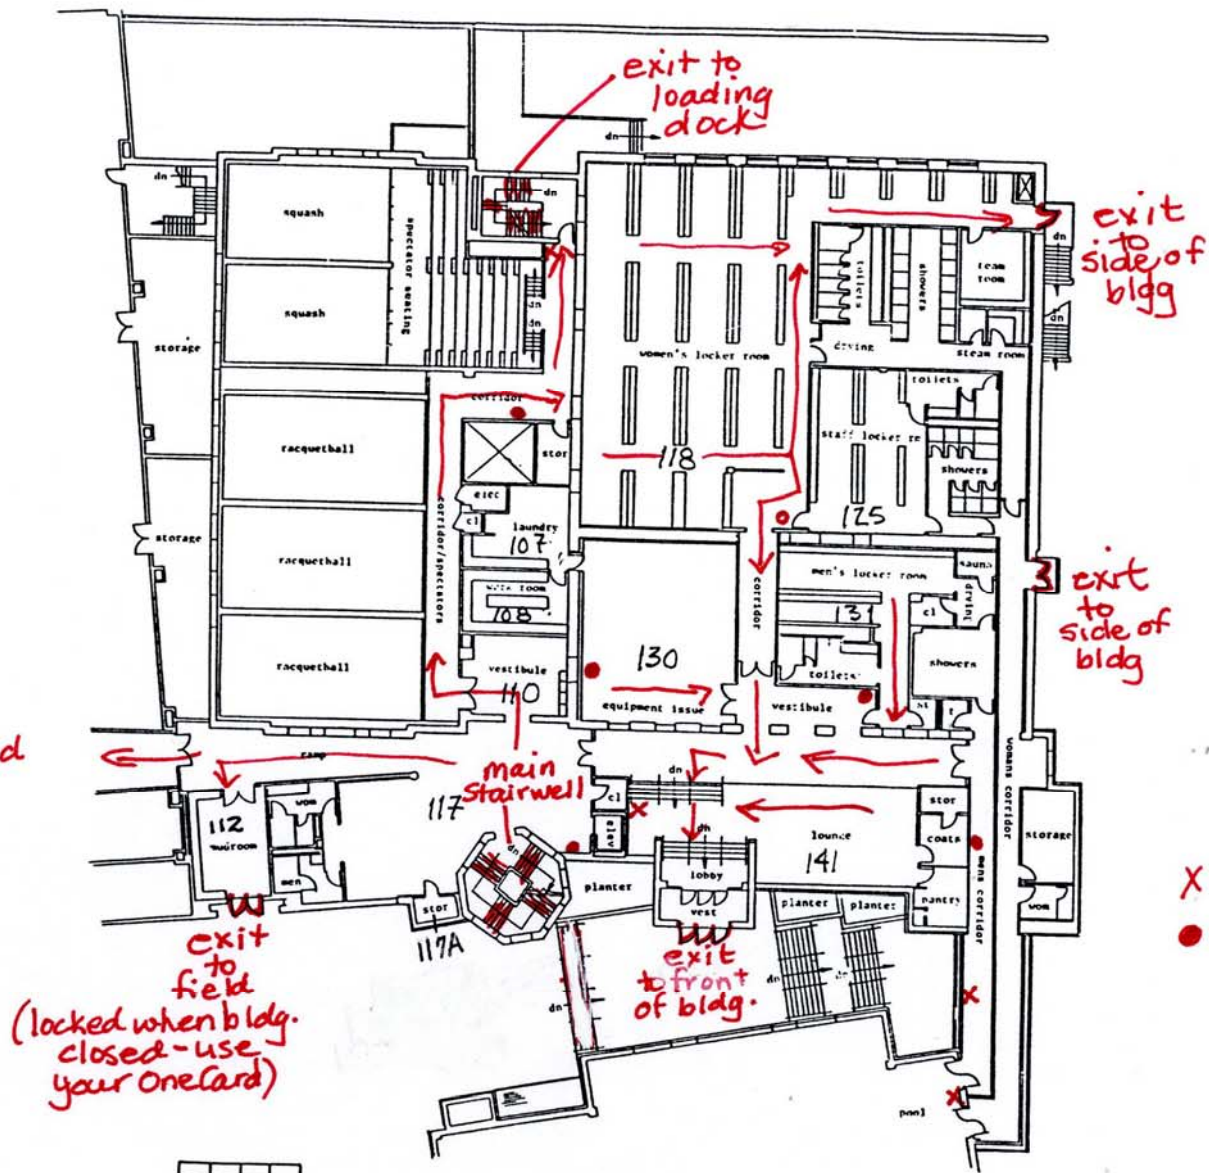 exit to
loading
dock
dn
dn
dn
squash
spectator seating
squash
storage
women's locker room
toilets
showers
steam room
drying
dn
dn
exit
to
side of
bldg
dn
dn
corridor
toilets
staff locker
racquetball
stor
118
showers
elec
cl
laundry
107
125
storage
corridor/spectators
racquetball
108
corridor
men's locker room
sauna
drying
131
cl
exit
to
side of
bldg
racquetball
vestibule
110
130
equipment issue
toilets
vestibule
showers
st
ramp
main
stairwell
dn
womans corridor
112
mudroom
wom
men
117
cl
elev
dn
dn
lobby
vest
lounge
141
stor
coats
pantry
storage
wom
mens corridor
planter
planter
planter
stor
117A
exit
to
field
(locked when bldg.
closed-use
your OneCard)
exit
to front
of bldg.
dn
dn
dn
pool
X